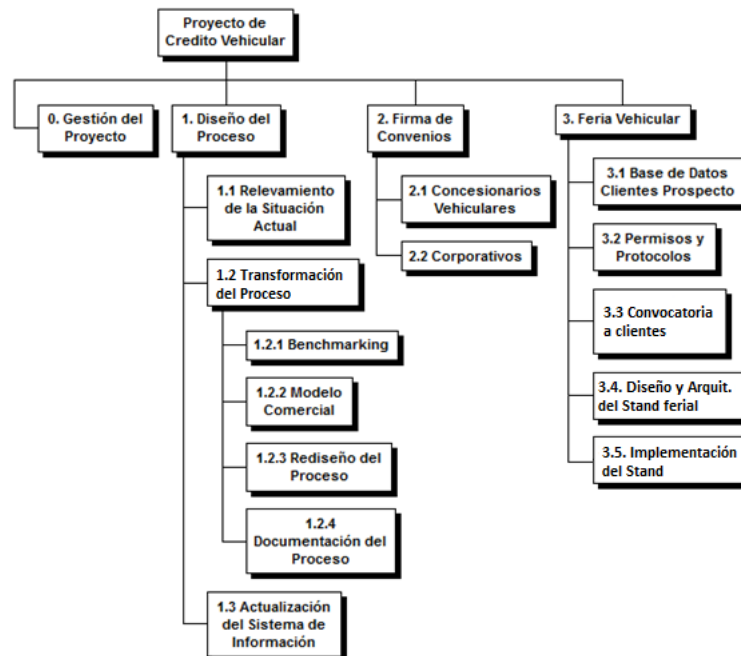 Proyecto de
Credito Vehicular
0. Gestión del
Proyecto
1. Diseño del
Proceso
2. Firma de
Convenios
3. Feria Vehicular
1.1 Relevamiento
de la Situación
Actual
1.2 Transformación
del Proceso
1.2.1 Benchmarking
1.2.2 Modelo
Comercial
1.2.3 Rediseño del
Proceso
1.2.4
Documentación del
Proceso
1.3 Actualización
del Sistema de
Información
2.1 Concesionarios
Vehiculares
2.2 Corporativos
3.1 Base de Datos
Clientes Prospecto
3.2 Permisos y
Protocolos
3.3 Convocatoria
a clientes
3.4. Diseño y Arquit.
del Stand ferial
3.5. Implementación
del Stand